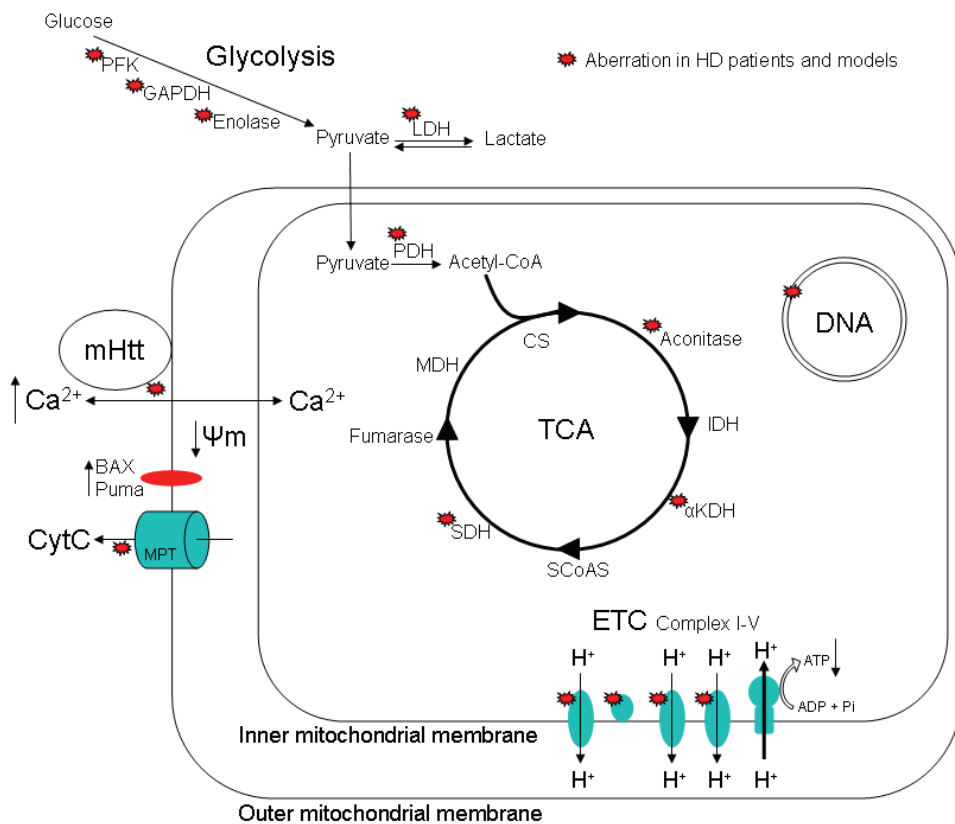 Glucose
PFK
Glycolysis
Aberration in HD patients and models
GAPDH
Enolase
Pyruvate
LDH
Lactate
Pyruvate
PDH
Acetyl-CoA
DNA
mHtt
CS
Aconitase
MDH
Ca²⁺
Ca²⁺
TCA
IDH
Ψm
Fumarase
BAX
Puma
αKDH
SDH
CytC
MPT
SCoAS
ETC Complex I-V
H⁺ H⁺ H⁺ H⁺
ATP
ADP + Pi
Inner mitochondrial membrane
H⁺ H⁺ H⁺ H⁺
Outer mitochondrial membrane